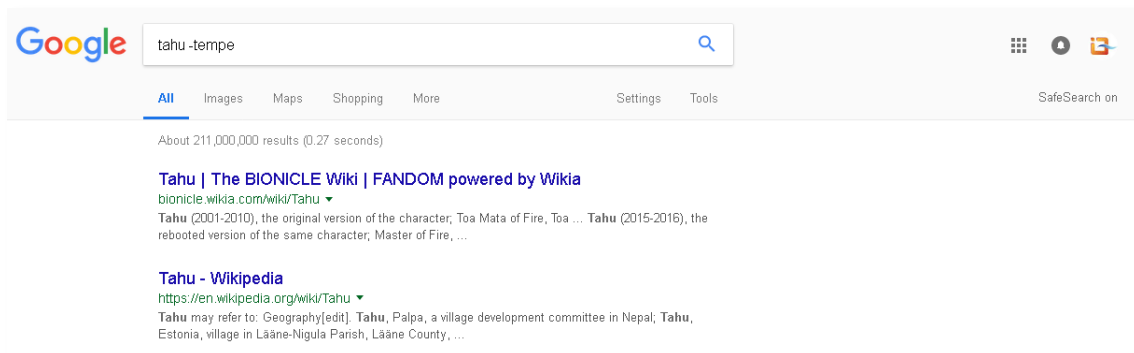 Google
tahu -tempe
All Images Maps Shopping More Settings Tools
SafeSearch on
About 211,000,000 results (0.27 seconds)
Tahu | The BIONICLE Wiki | FANDOM powered by Wikia
bionicle.wikia.com/wiki/Tahu
Tahu (2001-2010), the original version of the character; Toa Mata of Fire, Toa ... Tahu (2015-2016), the
rebooted version of the same character; Master of Fire, ...
Tahu - Wikipedia
https://en.wikipedia.org/wiki/Tahu
Tahu may refer to: Geography[edit]. Tahu, Palpa, a village development committee in Nepal; Tahu,
Estonia, village in Lääne-Nigula Parish, Lääne County, ...